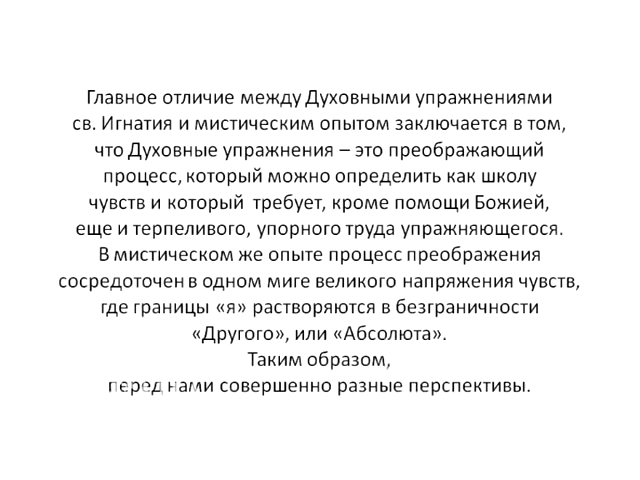 Главное отличие между Духовными упражнениями
св. Игнатия и мистическим опытом заключается в том,
что Духовные упражнения – это преображающий
процесс, который можно определить как школу
чувств и который требует, кроме помощи Божией,
еще и терпеливого, упорного труда упражняющегося.
В мистическом же опыте процесс преображения
сосредоточен в одном миге великого напряжения чувств,
где границы «я» растворяются в безграничности
«Другого», или «Абсолюта».
Таким образом,
перед нами совершенно разные перспективы.